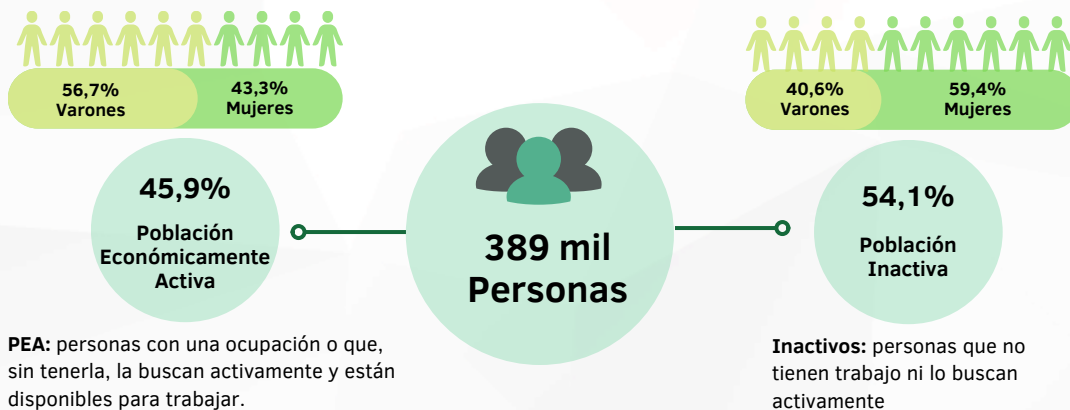 56,7%
Varones
43,3%
Mujeres
45,9%
Población
Económicamente
Activa
PEA: personas con una ocupación o que,
sin tenerla, la buscan activamente y están
disponibles para trabajar.
389 mil
Personas
40,6%
Varones
59,4%
Mujeres
54,1%
Población
Inactiva
Inactivos: personas que no
tienen trabajo ni lo buscan
activamente